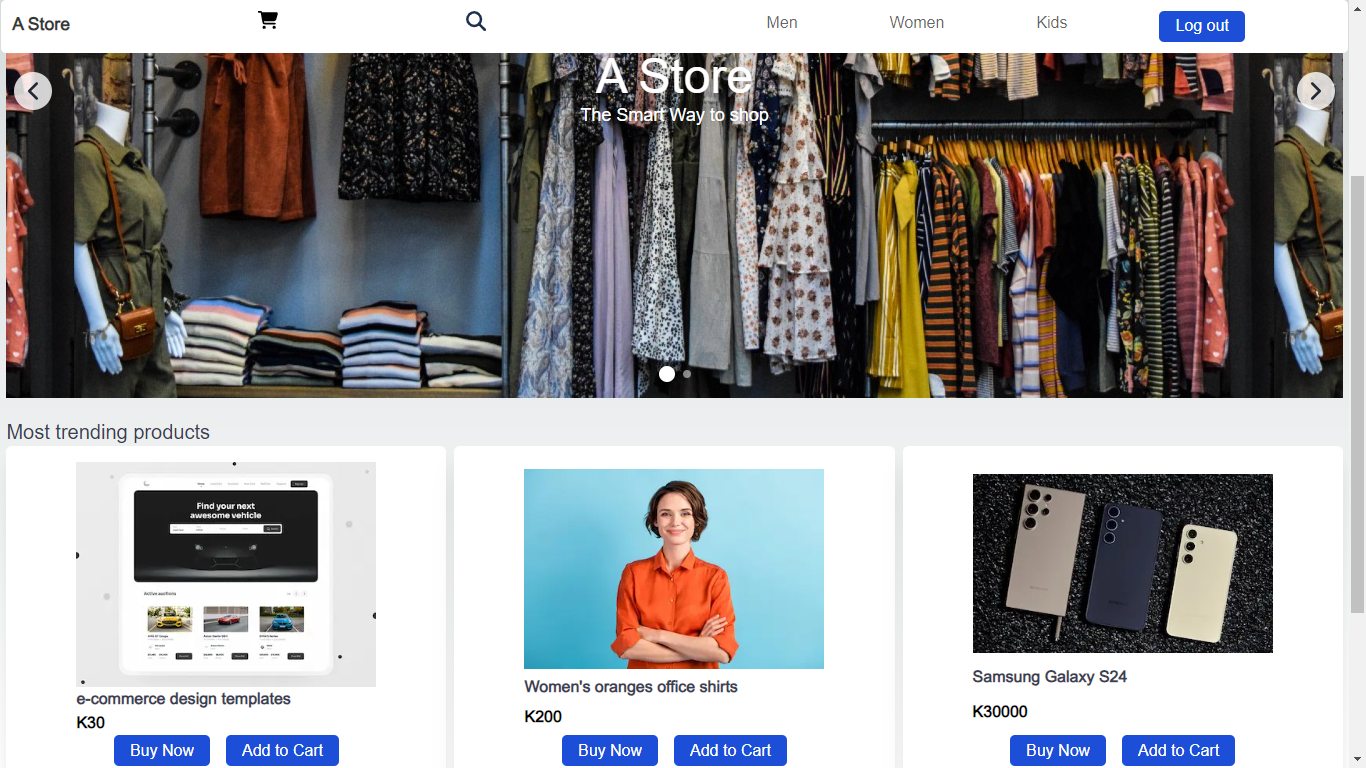 A Store
Men
Women
Kids
Log out
A Store
The Smart Way to shop
Most trending products
Find your next
awesome vehicle
Active auctions
e-commerce design templates
K30
Buy Now
Add to Cart
Women's oranges office shirts
K200
Buy Now
Add to Cart
Samsung Galaxy S24
K30000
Buy Now
Add to Cart